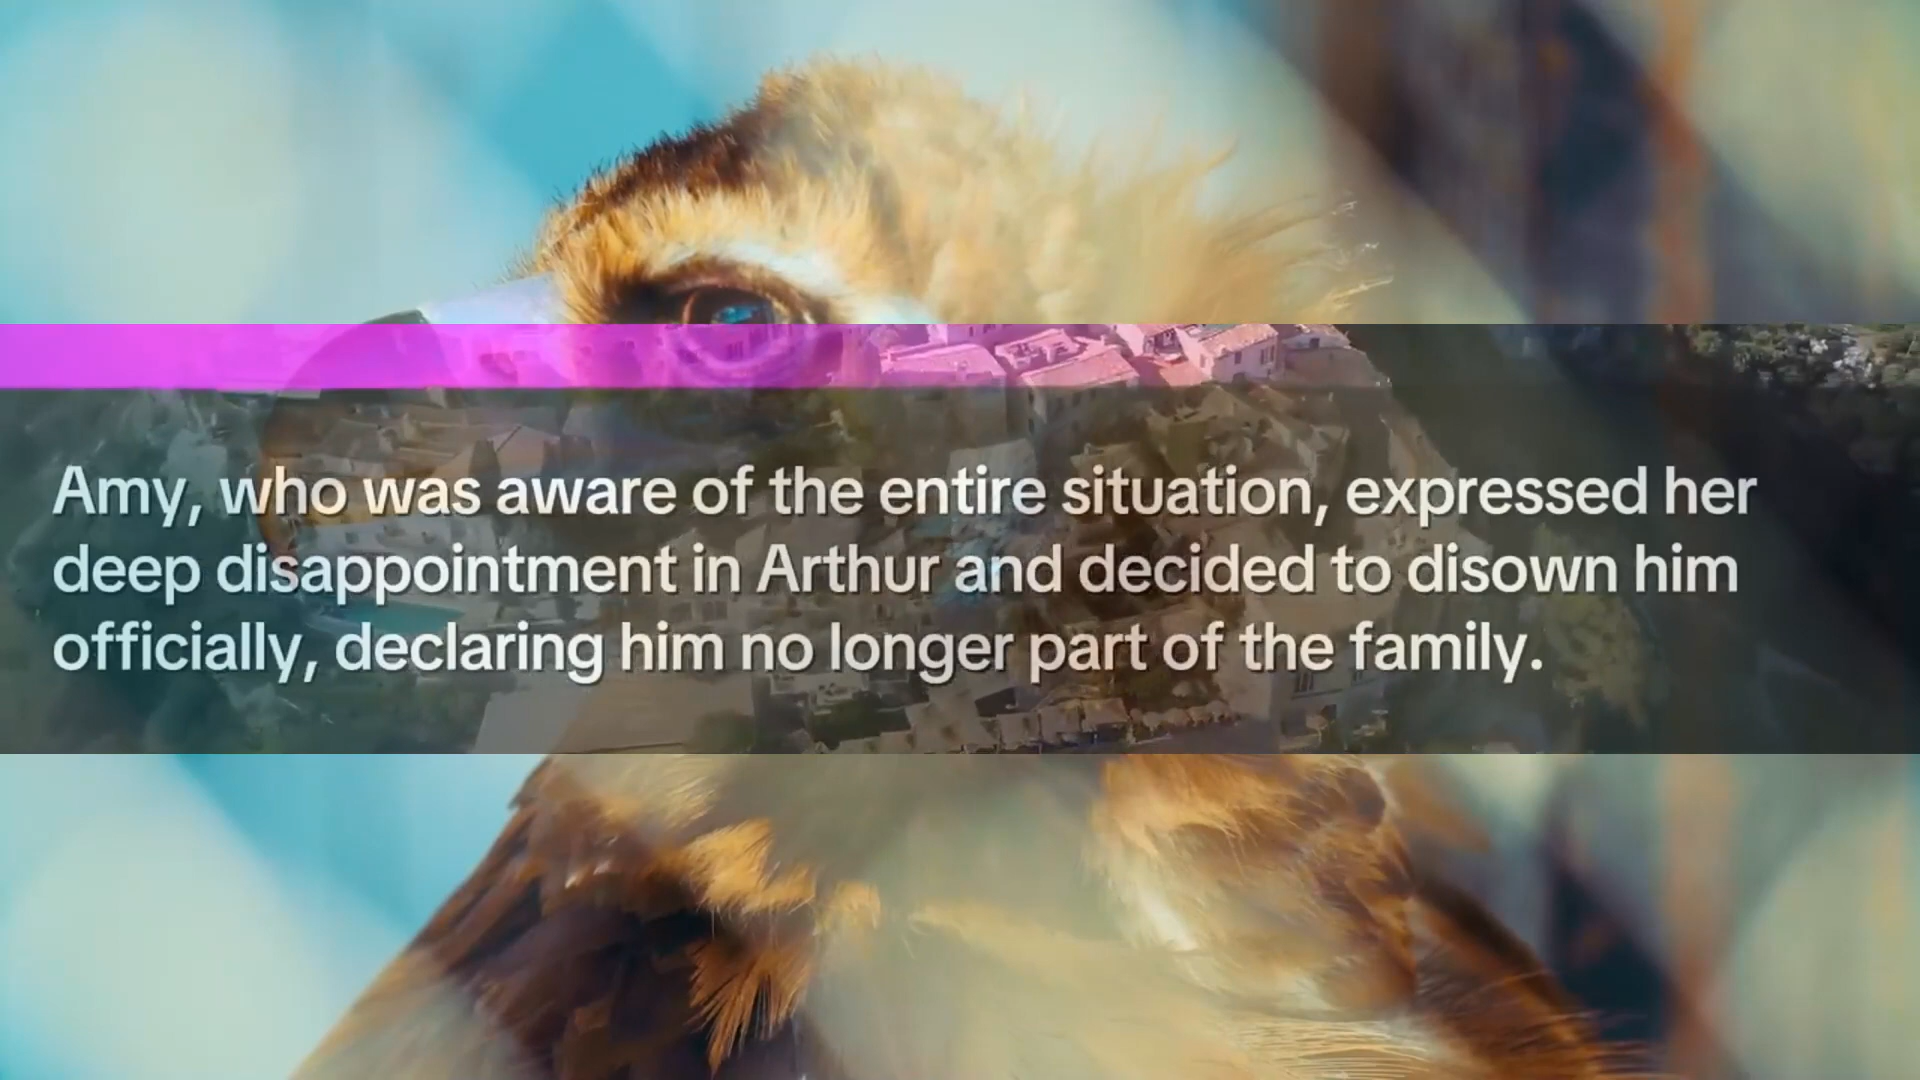 Amy, who was aware of the entire situation, expressed her
deep disappointment in Arthur and decided to disown him
officially, declaring him no longer part of the family.